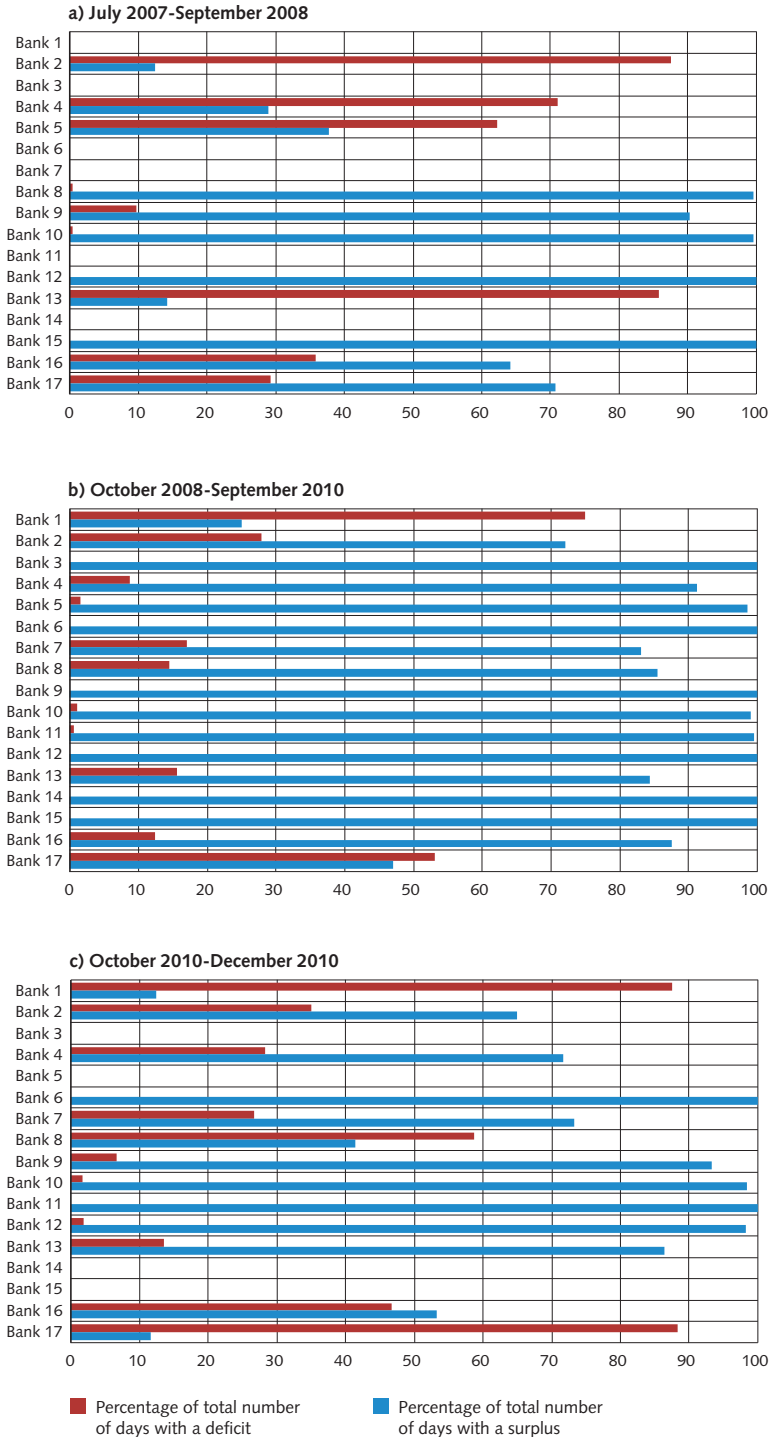 a) July 2007-September 2008
Bank 1
Bank 2
Bank 3
Bank 4
Bank 5
Bank 6
Bank 7
Bank 8
Bank 9
Bank 10
Bank 11
Bank 12
Bank 13
Bank 14
Bank 15
Bank 16
Bank 17
0 10 20 30 40 50 60 70 80 90 100
b) October 2008-September 2010
Bank 1
Bank 2
Bank 3
Bank 4
Bank 5
Bank 6
Bank 7
Bank 8
Bank 9
Bank 10
Bank 11
Bank 12
Bank 13
Bank 14
Bank 15
Bank 16
Bank 17
0 10 20 30 40 50 60 70 80 90 100
c) October 2010-December 2010
Bank 1
Bank 2
Bank 3
Bank 4
Bank 5
Bank 6
Bank 7
Bank 8
Bank 9
Bank 10
Bank 11
Bank 12
Bank 13
Bank 14
Bank 15
Bank 16
Bank 17
0 10 20 30 40 50 60 70 80 90 100
Percentage of total number
of days with a deficit
Percentage of total number
of days with a surplus